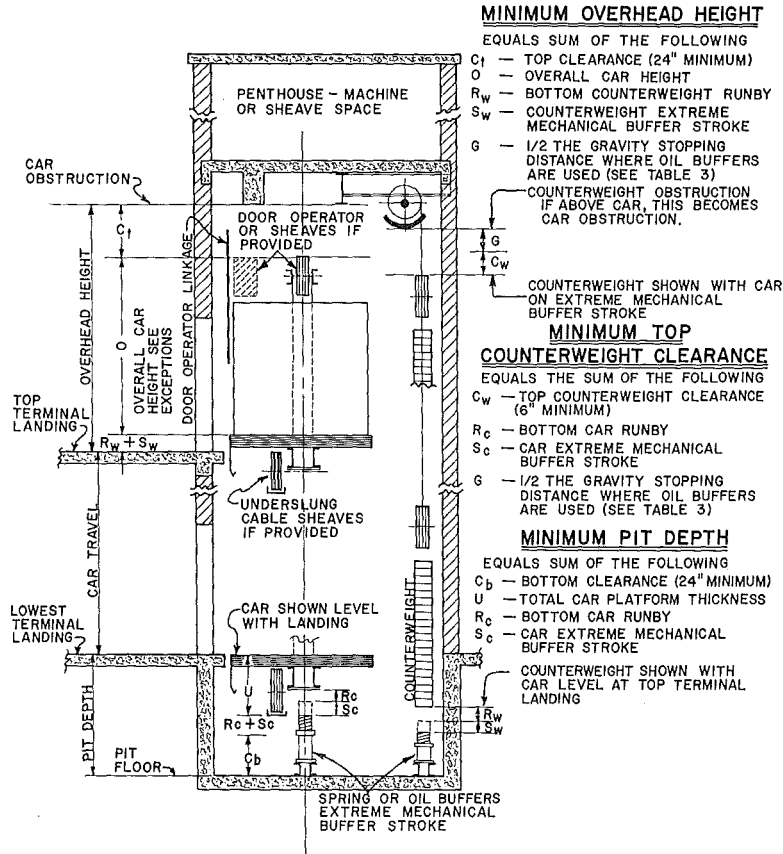 MINIMUM OVERHEAD HEIGHT
EQUALS SUM OF THE FOLLOWING
Ct — TOP CLEARANCE (24" MINIMUM)
O — OVERALL CAR HEIGHT
Rw — BOTTOM COUNTERWEIGHT RUNBY
Sw — COUNTERWEIGHT EXTREME
MECHANICAL BUFFER STROKE
G — 1/2 THE GRAVITY STOPPING
DISTANCE WHERE OIL BUFFERS
ARE USED (SEE TABLE 3)
COUNTERWEIGHT OBSTRUCTION
IF ABOVE CAR, THIS BECOMES
CAR OBSTRUCTION.
G
Cw
COUNTERWEIGHT SHOWN WITH CAR
ON EXTREME MECHANICAL
BUFFER STROKE
MINIMUM TOP
COUNTERWEIGHT CLEARANCE
EQUALS THE SUM OF THE FOLLOWING
Cw — TOP COUNTERWEIGHT CLEARANCE
(6" MINIMUM)
Rc — BOTTOM CAR RUNBY
Sc — CAR EXTREME MECHANICAL
BUFFER STROKE
G — 1/2 THE GRAVITY STOPPING
DISTANCE WHERE OIL BUFFERS
ARE USED (SEE TABLE 3)
MINIMUM PIT DEPTH
EQUALS SUM OF THE FOLLOWING
Cb — BOTTOM CLEARANCE (24" MINIMUM)
U — TOTAL CAR PLATFORM THICKNESS
Rc — BOTTOM CAR RUNBY
Sc — CAR EXTREME MECHANICAL
BUFFER STROKE
COUNTERWEIGHT SHOWN WITH
CAR LEVEL AT TOP TERMINAL
LANDING
Rw
Sw
PENTHOUSE – MACHINE
OR SHEAVE SPACE
CAR
OBSTRUCTION
DOOR OPERATOR
OR SHEAVES IF
PROVIDED
Ct
OVERHEAD HEIGHT
O
OVERALL CAR
HEIGHT SEE
EXCEPTIONS
DOOR OPERATOR LINKAGE
TOP
TERMINAL
LANDING
Rw + Sw
UNDERSLUNG
CABLE SHEAVES
IF PROVIDED
CAR TRAVEL
CAR SHOWN LEVEL
WITH LANDING
COUNTERWEIGHT
LOWEST
TERMINAL
LANDING
U
Rc
Sc
Rc + Sc
Cb
PIT DEPTH
PIT
FLOOR
SPRING OR OIL BUFFERS
EXTREME MECHANICAL
BUFFER STROKE